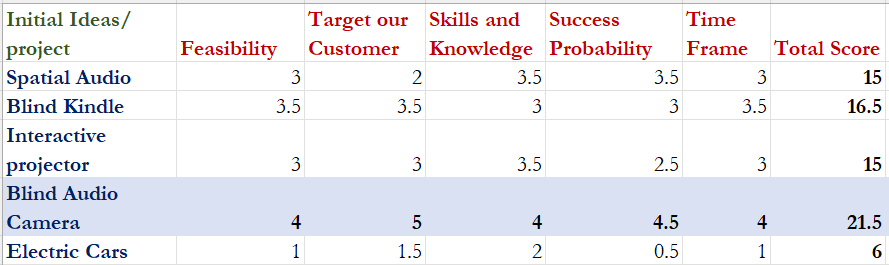 Initial Ideas/ Target our Skills and Success Time
project Feasibility Customer Knowledge Probability Frame Total Score
Spatial Audio 3 2 3.5 3.5 3 15
Blind Kindle 3.5 3.5 3 3 3.5 16.5
Interactive
projector 3 3 3.5 2.5 3 15
Blind Audio
Camera 4 5 4 4.5 4 21.5
Electric Cars 1 1.5 2 0.5 1 6